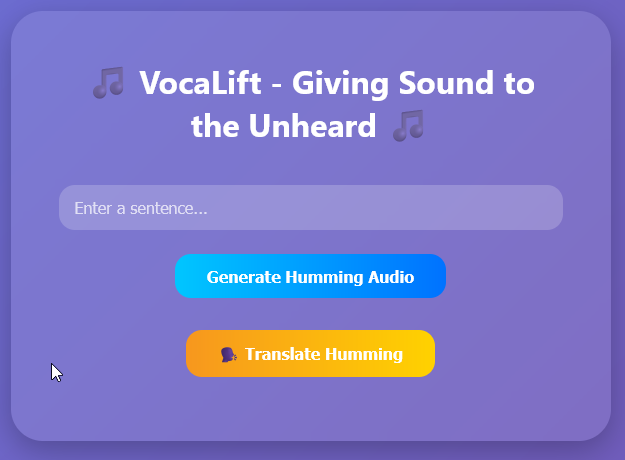 🎵 VocaLift - Giving Sound to
the Unheard 🎵
Enter a sentence...
Generate Humming Audio
🗣 Translate Humming